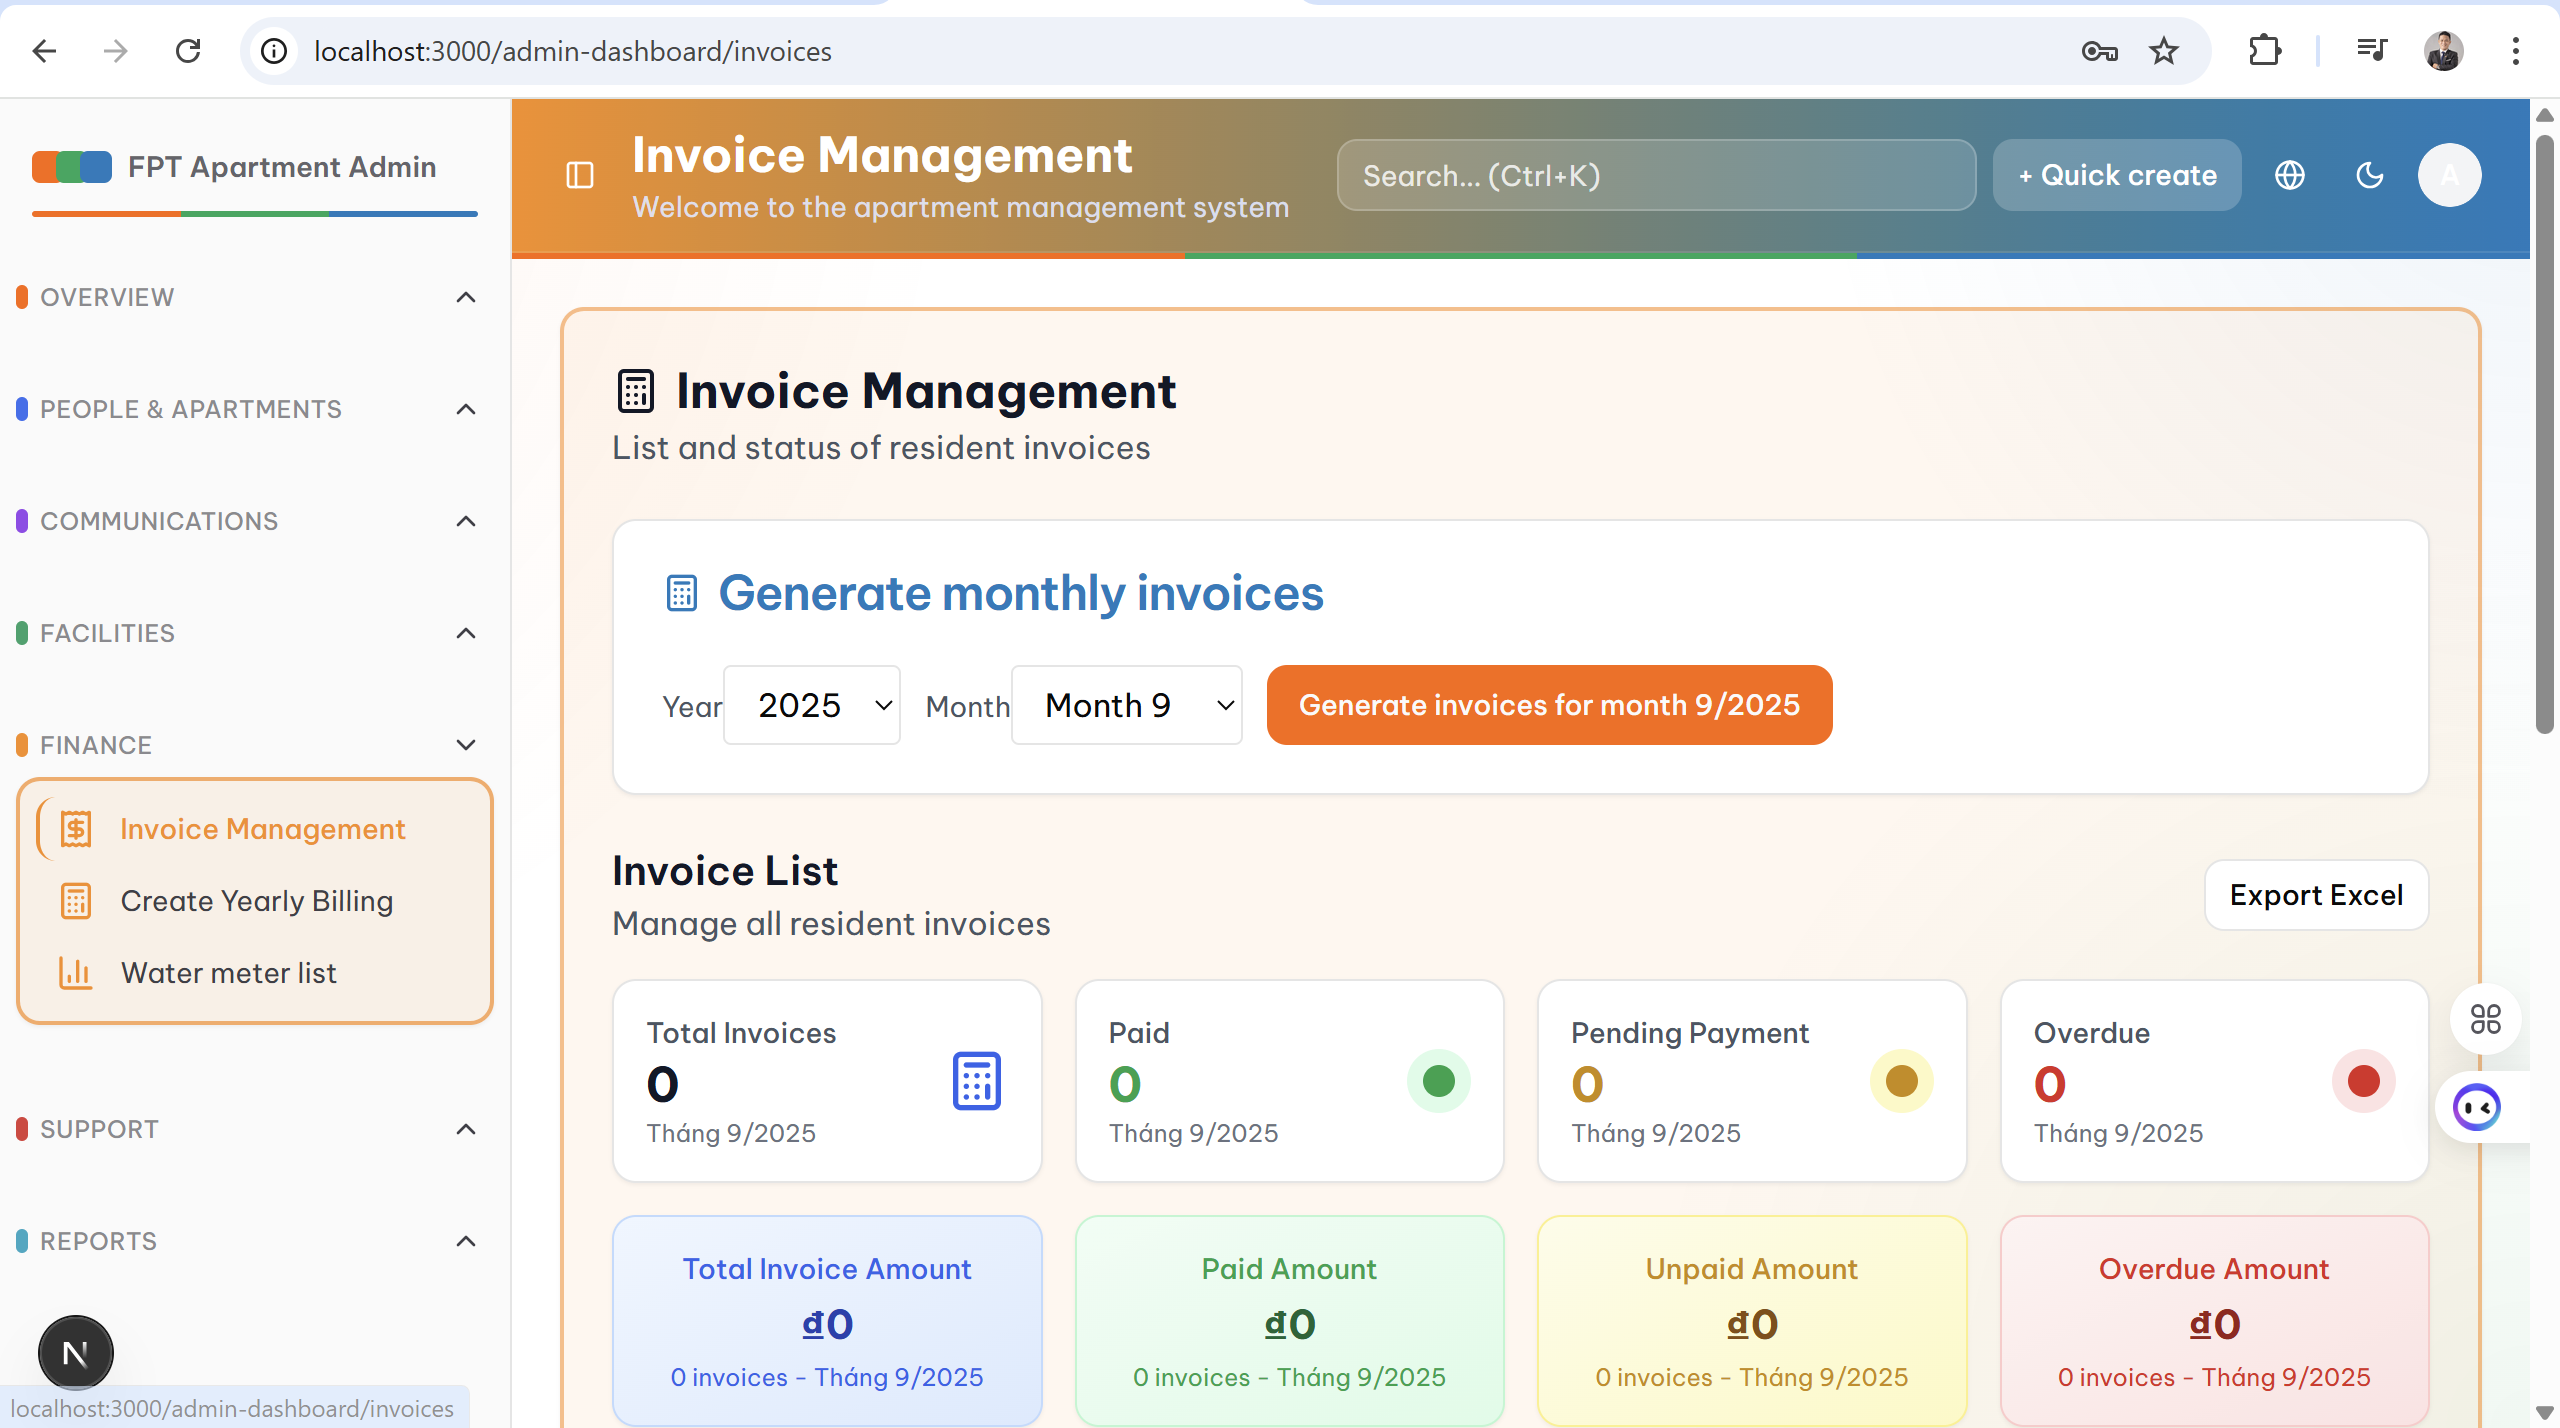 localhost:3000/admin-dashboard/invoices
FPT Apartment Admin
OVERVIEW
PEOPLE & APARTMENTS
COMMUNICATIONS
FACILITIES
FINANCE
Invoice Management
Create Yearly Billing
Water meter list
SUPPORT
REPORTS
N
localhost:3000/admin-dashboard/invoices
Invoice Management
Welcome to the apartment management system
Search... (Ctrl+K)
+ Quick create
A
Invoice Management
List and status of resident invoices
Generate monthly invoices
Year 2025 Month Month 9 Generate invoices for month 9/2025
Invoice List
Manage all resident invoices
Export Excel
Total Invoices
0
Tháng 9/2025
Paid
0
Tháng 9/2025
Pending Payment
0
Tháng 9/2025
Overdue
0
Tháng 9/2025
Total Invoice Amount
₫0
0 invoices - Tháng 9/2025
Paid Amount
₫0
0 invoices - Tháng 9/2025
Unpaid Amount
₫0
0 invoices - Tháng 9/2025
Overdue Amount
₫0
0 invoices - Tháng 9/2025